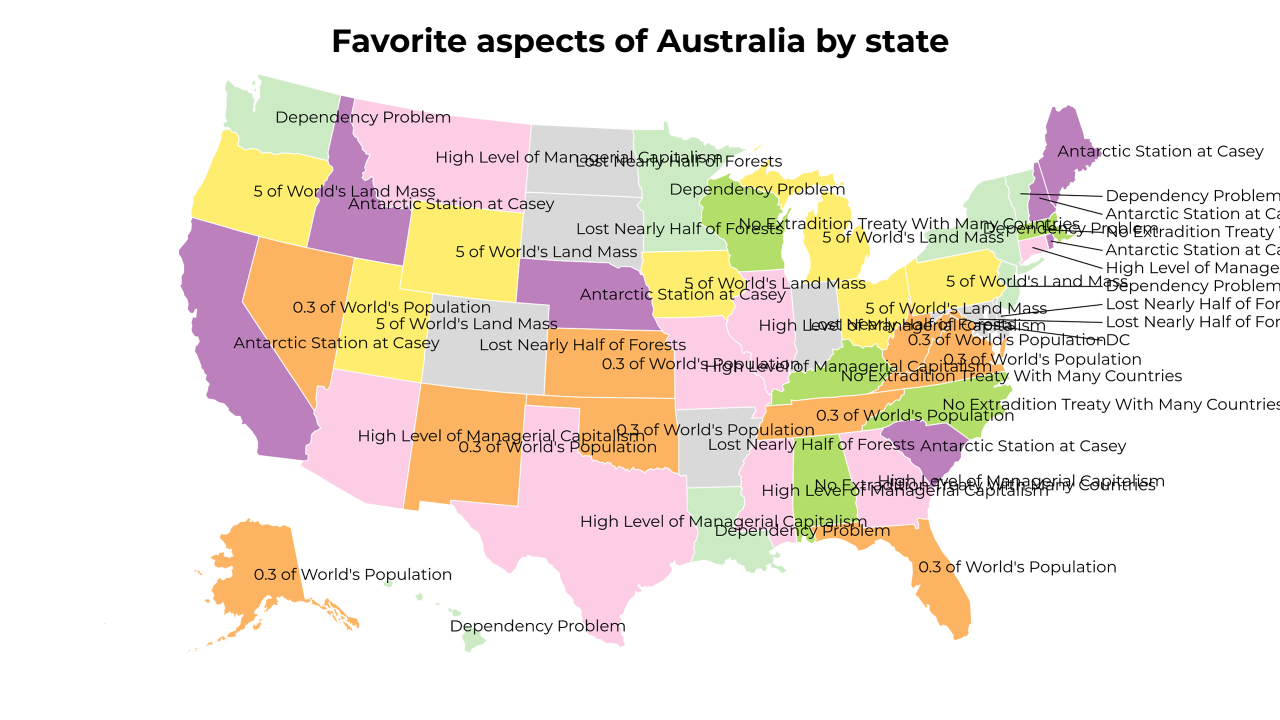 Favorite aspects of Australia by state
Dependency Problem
Antarctic Station at Casey
High Level of Managerial Capitalism
Lost Nearly Half of Forests
Dependency Problem
5 of World's Land Mass
Dependency Problem
Antarctic Station at Casey
Antarctic Station at Ca
No Extradition Treaty With Many Countries
Dependency Problem
No Extradition Treaty
5 of World's Land Mass
Lost Nearly Half of Forests
5 of World's Land Mass
Antarctic Station at Ca
5 of World's Land Mass
High Level of Manage
5 of World's Land Mass
5 of World's Land Mass
Dependency Problem
Antarctic Station at Casey
0.3 of World's Population
5 of World's Land Mass
Lost Nearly Half of For
5 of World's Land Mass
High Level of Managerial Capitalism
Lost Nearly Half of Forests
Lost Nearly Half of For
Antarctic Station at Casey
Lost Nearly Half of Forests
0.3 of World's Population
DC
0.3 of World's Population
High Level of Managerial Capitalism
0.3 of World's Population
No Extradition Treaty With Many Countries
No Extradition Treaty With Many Countries
0.3 of World's Population
High Level of Managerial Capitalism
0.3 of World's Population
0.3 of World's Population
Lost Nearly Half of Forests
Antarctic Station at Casey
High Level of Managerial Capitalism
No Extradition Treaty With Many Countries
High Level of Managerial Capitalism
High Level of Managerial Capitalism
Dependency Problem
0.3 of World's Population
0.3 of World's Population
Dependency Problem